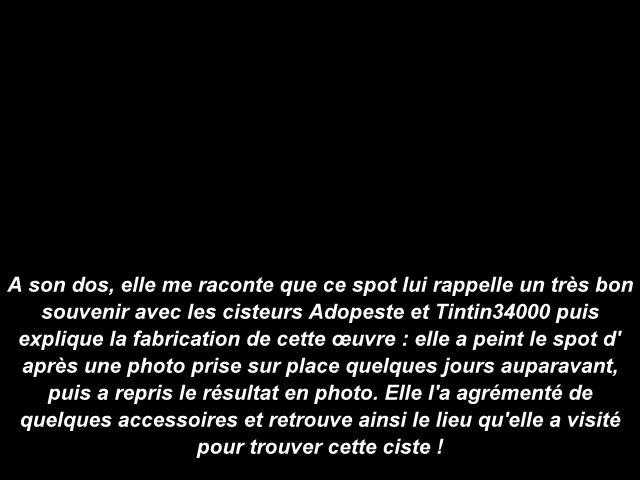 A son dos, elle me raconte que ce spot lui rappelle un très bon
souvenir avec les cisteurs Adopeste et Tintin34000 puis
explique la fabrication de cette œuvre : elle a peint le spot d'
après une photo prise sur place quelques jours auparavant,
puis a repris le résultat en photo. Elle l'a agrémenté de
quelques accessoires et retrouve ainsi le lieu qu'elle a visité
pour trouver cette ciste !